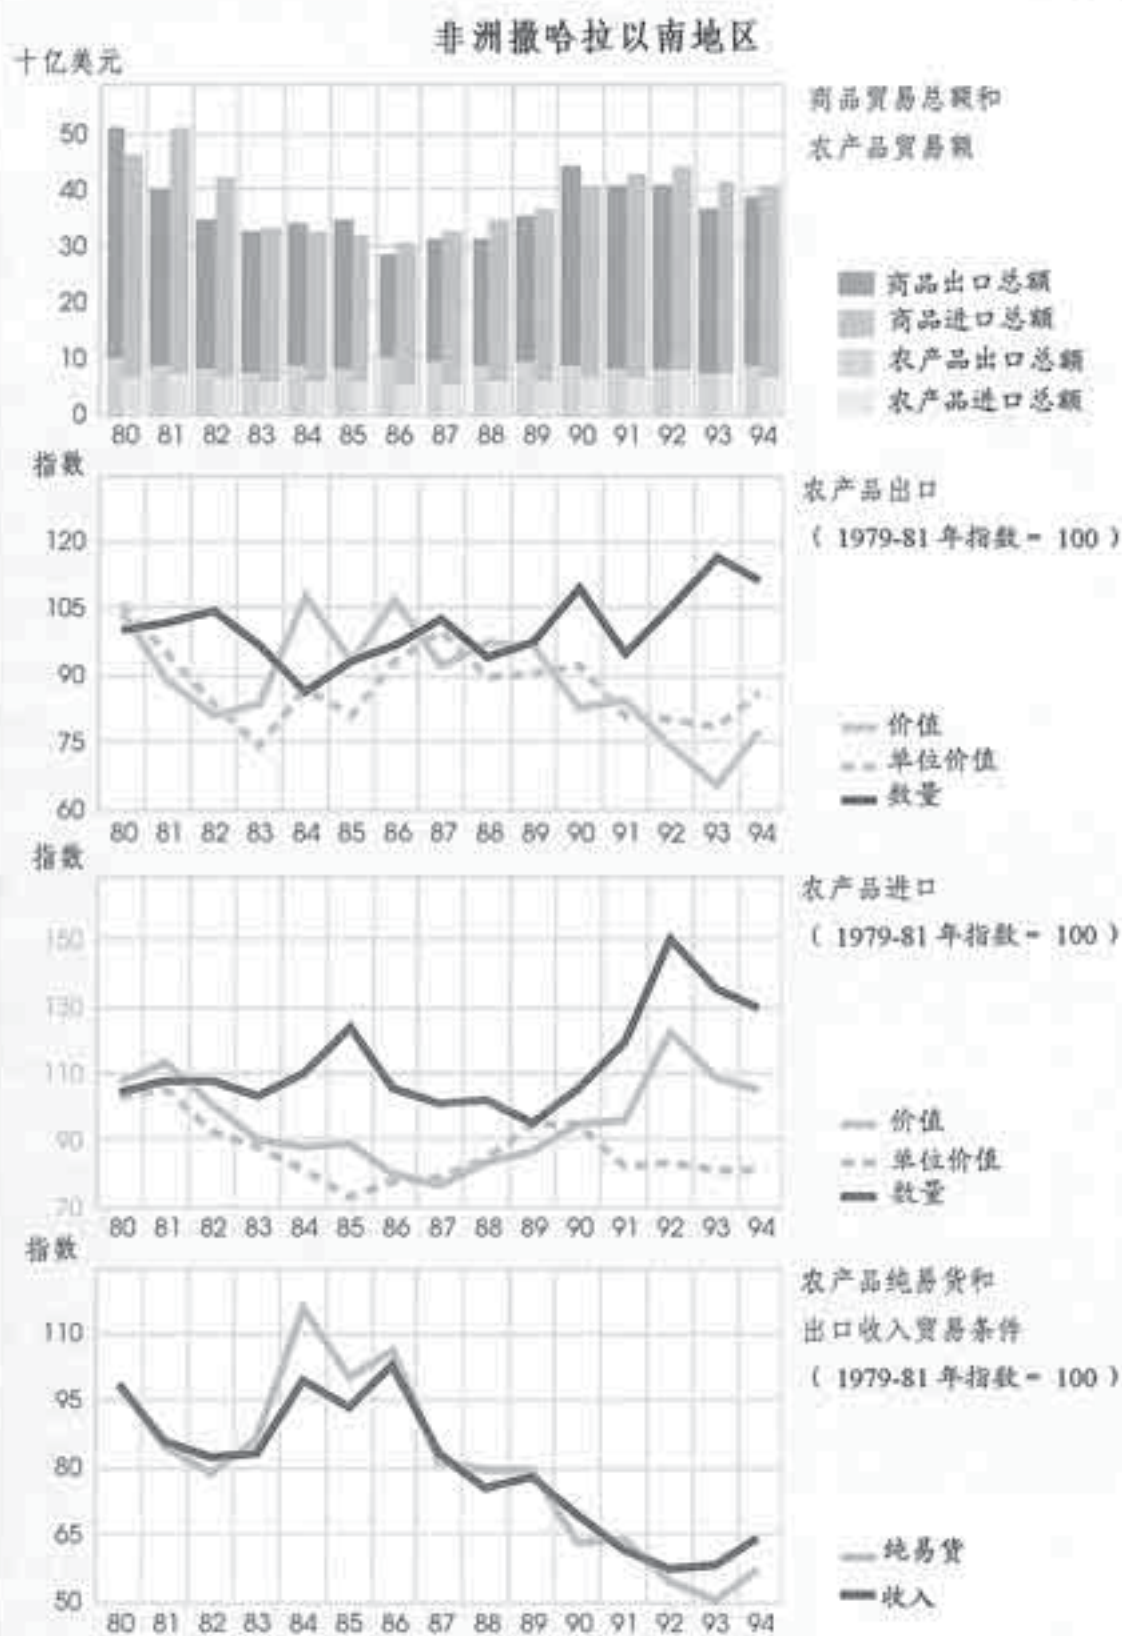 非洲撒哈拉以南地区
十亿美元
商品贸易总额和
农产品贸易额
50
40
30
20
10
0
商品出口总额
商品进口总额
农产品出口总额
农产品进口总额
80 81 82 83 84 85 86 87 88 89 90 91 92 93 94
指数
农产品出口
( 1979-81 年指数 = 100 )
120
105
90
75
60
价值
单位价值
数量
80 81 82 83 84 85 86 87 88 89 90 91 92 93 94
指数
农产品进口
( 1979-81 年指数 = 100 )
150
130
110
90
70
价值
单位价值
数量
80 81 82 83 84 85 86 87 88 89 90 91 92 93 94
指数
农产品纯易货和
出口收入贸易条件
( 1979-81 年指数 = 100 )
110
95
80
65
50
纯易货
收入
80 81 82 83 84 85 86 87 88 89 90 91 92 93 94